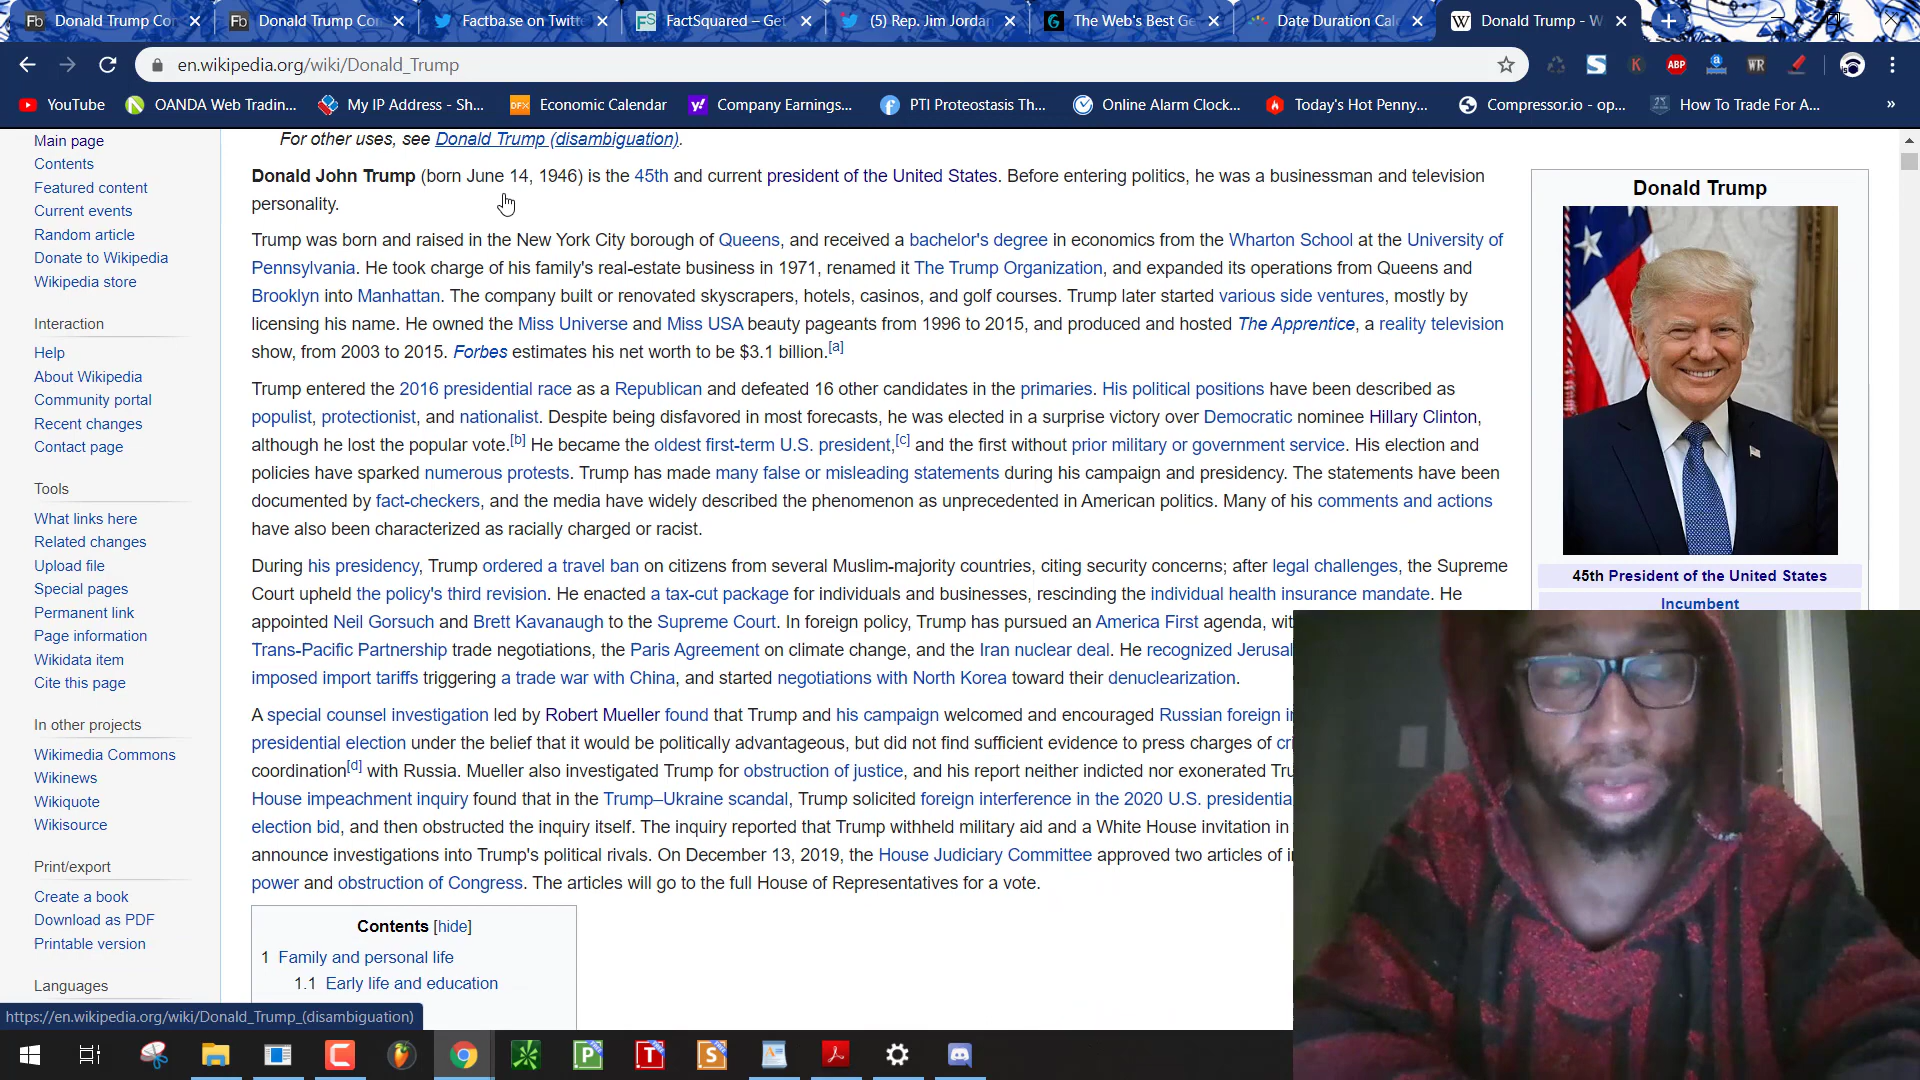 Donald Trump Co
Donald Trump Co
Factba.se on Twitt
FactSquared – Get
(5) Rep. Jim Jordan
The Web's Best Ge
Date Duration Cal
Donald Trump - W
en.wikipedia.org/wiki/Donald_Trump
YouTube
OANDA Web Tradin...
My IP Address - Sh...
Economic Calendar
Company Earnings...
PTI Proteostasis Th...
Online Alarm Clock...
Today's Hot Penny...
Compressor.io - op...
How To Trade For A...
Main page
Contents
Featured content
Current events
Random article
Donate to Wikipedia
Wikipedia store
Interaction
Help
About Wikipedia
Community portal
Recent changes
Contact page
Tools
What links here
Related changes
Upload file
Special pages
Permanent link
Page information
Wikidata item
Cite this page
In other projects
Wikimedia Commons
Wikinews
Wikiquote
Wikisource
Print/export
Create a book
Download as PDF
Printable version
Languages
For other uses, see Donald Trump (disambiguation).
Donald John Trump (born June 14, 1946) is the 45th and current president of the United States. Before entering politics, he was a businessman and television
personality.
Trump was born and raised in the New York City borough of Queens, and received a bachelor's degree in economics from the Wharton School at the University of
Pennsylvania. He took charge of his family's real-estate business in 1971, renamed it The Trump Organization, and expanded its operations from Queens and
Brooklyn into Manhattan. The company built or renovated skyscrapers, hotels, casinos, and golf courses. Trump later started various side ventures, mostly by
licensing his name. He owned the Miss Universe and Miss USA beauty pageants from 1996 to 2015, and produced and hosted The Apprentice, a reality television
show, from 2003 to 2015. Forbes estimates his net worth to be $3.1 billion.[a]
Trump entered the 2016 presidential race as a Republican and defeated 16 other candidates in the primaries. His political positions have been described as
populist, protectionist, and nationalist. Despite being disfavored in most forecasts, he was elected in a surprise victory over Democratic nominee Hillary Clinton,
although he lost the popular vote.[b] He became the oldest first-term U.S. president,[c] and the first without prior military or government service. His election and
policies have sparked numerous protests. Trump has made many false or misleading statements during his campaign and presidency. The statements have been
documented by fact-checkers, and the media have widely described the phenomenon as unprecedented in American politics. Many of his comments and actions
have also been characterized as racially charged or racist.
During his presidency, Trump ordered a travel ban on citizens from several Muslim-majority countries, citing security concerns; after legal challenges, the Supreme
Court upheld the policy's third revision. He enacted a tax-cut package for individuals and businesses, rescinding the individual health insurance mandate. He
appointed Neil Gorsuch and Brett Kavanaugh to the Supreme Court. In foreign policy, Trump has pursued an America First agenda, wit
Trans-Pacific Partnership trade negotiations, the Paris Agreement on climate change, and the Iran nuclear deal. He recognized Jerusal
imposed import tariffs triggering a trade war with China, and started negotiations with North Korea toward their denuclearization.
A special counsel investigation led by Robert Mueller found that Trump and his campaign welcomed and encouraged Russian foreign i
presidential election under the belief that it would be politically advantageous, but did not find sufficient evidence to press charges of cri
coordination[d] with Russia. Mueller also investigated Trump for obstruction of justice, and his report neither indicted nor exonerated Tru
House impeachment inquiry found that in the Trump–Ukraine scandal, Trump solicited foreign interference in the 2020 U.S. presidentia
election bid, and then obstructed the inquiry itself. The inquiry reported that Trump withheld military aid and a White House invitation in
announce investigations into Trump's political rivals. On December 13, 2019, the House Judiciary Committee approved two articles of i
power and obstruction of Congress. The articles will go to the full House of Representatives for a vote.
Contents [hide]
1 Family and personal life
1.1 Early life and education
Donald Trump
45th President of the United States
Incumbent
https://en.wikipedia.org/wiki/Donald_Trump_(disambiguation)